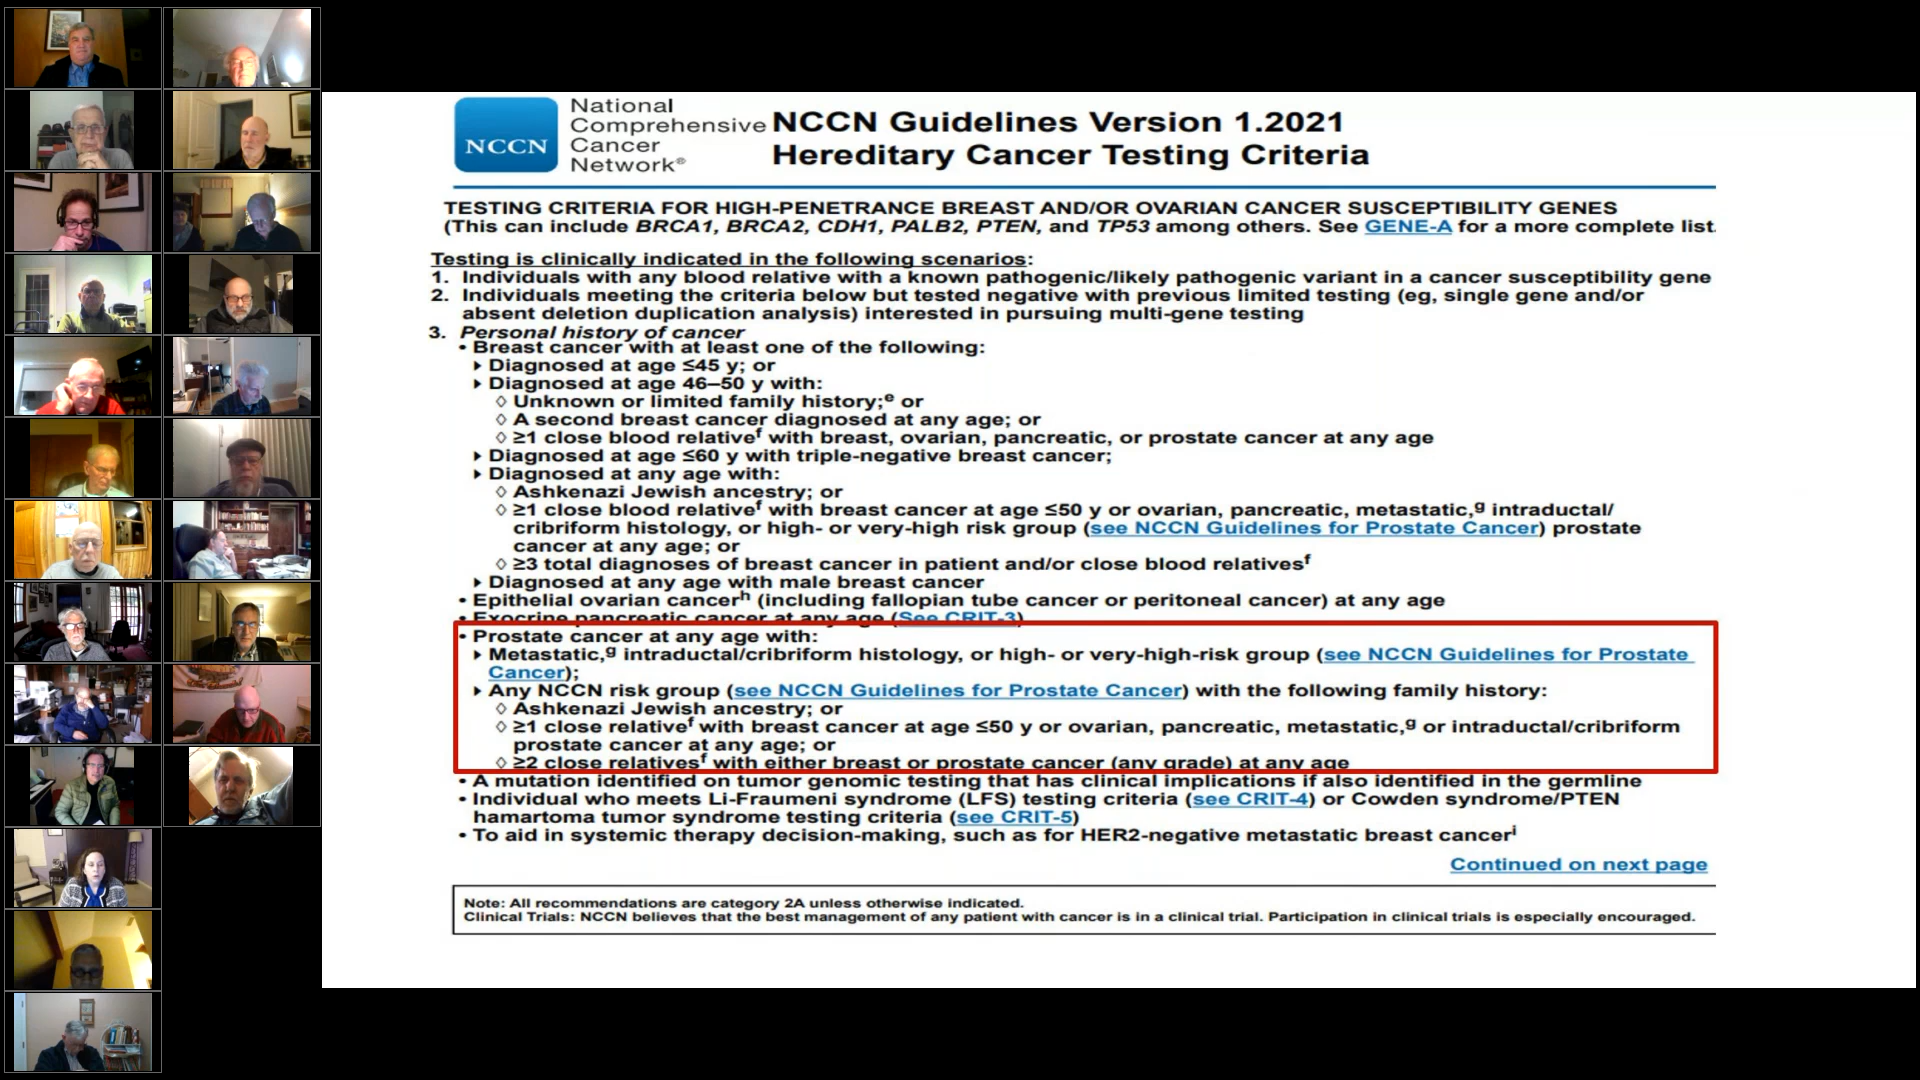 National
Comprehensive
Cancer
Network®
NCCN
NCCN Guidelines Version 1.2021
Hereditary Cancer Testing Criteria
TESTING CRITERIA FOR HIGH-PENETRANCE BREAST AND/OR OVARIAN CANCER SUSCEPTIBILITY GENES
(This can include BRCA1, BRCA2, CDH1, PALB2, PTEN, and TP53 among others. See GENE-A for a more complete list.
Testing is clinically indicated in the following scenarios:
1. Individuals with any blood relative with a known pathogenic/likely pathogenic variant in a cancer susceptibility gene
2. Individuals meeting the criteria below but tested negative with previous limited testing (eg, single gene and/or
absent deletion duplication analysis) interested in pursuing multi-gene testing
3. Personal history of cancer
• Breast cancer with at least one of the following:
▸ Diagnosed at age ≤45 y; or
▸ Diagnosed at age 46–50 y with:
◊ Unknown or limited family history;e or
◊ A second breast cancer diagnosed at any age; or
◊ ≥1 close blood relativef with breast, ovarian, pancreatic, or prostate cancer at any age
▸ Diagnosed at age ≤60 y with triple-negative breast cancer;
▸ Diagnosed at any age with:
◊ Ashkenazi Jewish ancestry; or
◊ ≥1 close blood relativef with breast cancer at age ≤50 y or ovarian, pancreatic, metastatic,g intraductal/
cribriform histology, or high- or very-high risk group (see NCCN Guidelines for Prostate Cancer) prostate
cancer at any age; or
◊ ≥3 total diagnoses of breast cancer in patient and/or close blood relativesf
▸ Diagnosed at any age with male breast cancer
• Epithelial ovarian cancerh (including fallopian tube cancer or peritoneal cancer) at any age
• Exocrine pancreatic cancer at any age (See CRIT-3)
• Prostate cancer at any age with:
▸ Metastatic,g intraductal/cribriform histology, or high- or very-high-risk group (see NCCN Guidelines for Prostate
Cancer);
▸ Any NCCN risk group (see NCCN Guidelines for Prostate Cancer) with the following family history:
◊ Ashkenazi Jewish ancestry; or
◊ ≥1 close relativef with breast cancer at age ≤50 y or ovarian, pancreatic, metastatic,g or intraductal/cribriform
prostate cancer at any age; or
◊ ≥2 close relativesf with either breast or prostate cancer (any grade) at any age
• A mutation identified on tumor genomic testing that has clinical implications if also identified in the germline
• Individual who meets Li-Fraumeni syndrome (LFS) testing criteria (see CRIT-4) or Cowden syndrome/PTEN
hamartoma tumor syndrome testing criteria (see CRIT-5)
• To aid in systemic therapy decision-making, such as for HER2-negative metastatic breast canceri
Continued on next page
Note: All recommendations are category 2A unless otherwise indicated.
Clinical Trials: NCCN believes that the best management of any patient with cancer is in a clinical trial. Participation in clinical trials is especially encouraged.